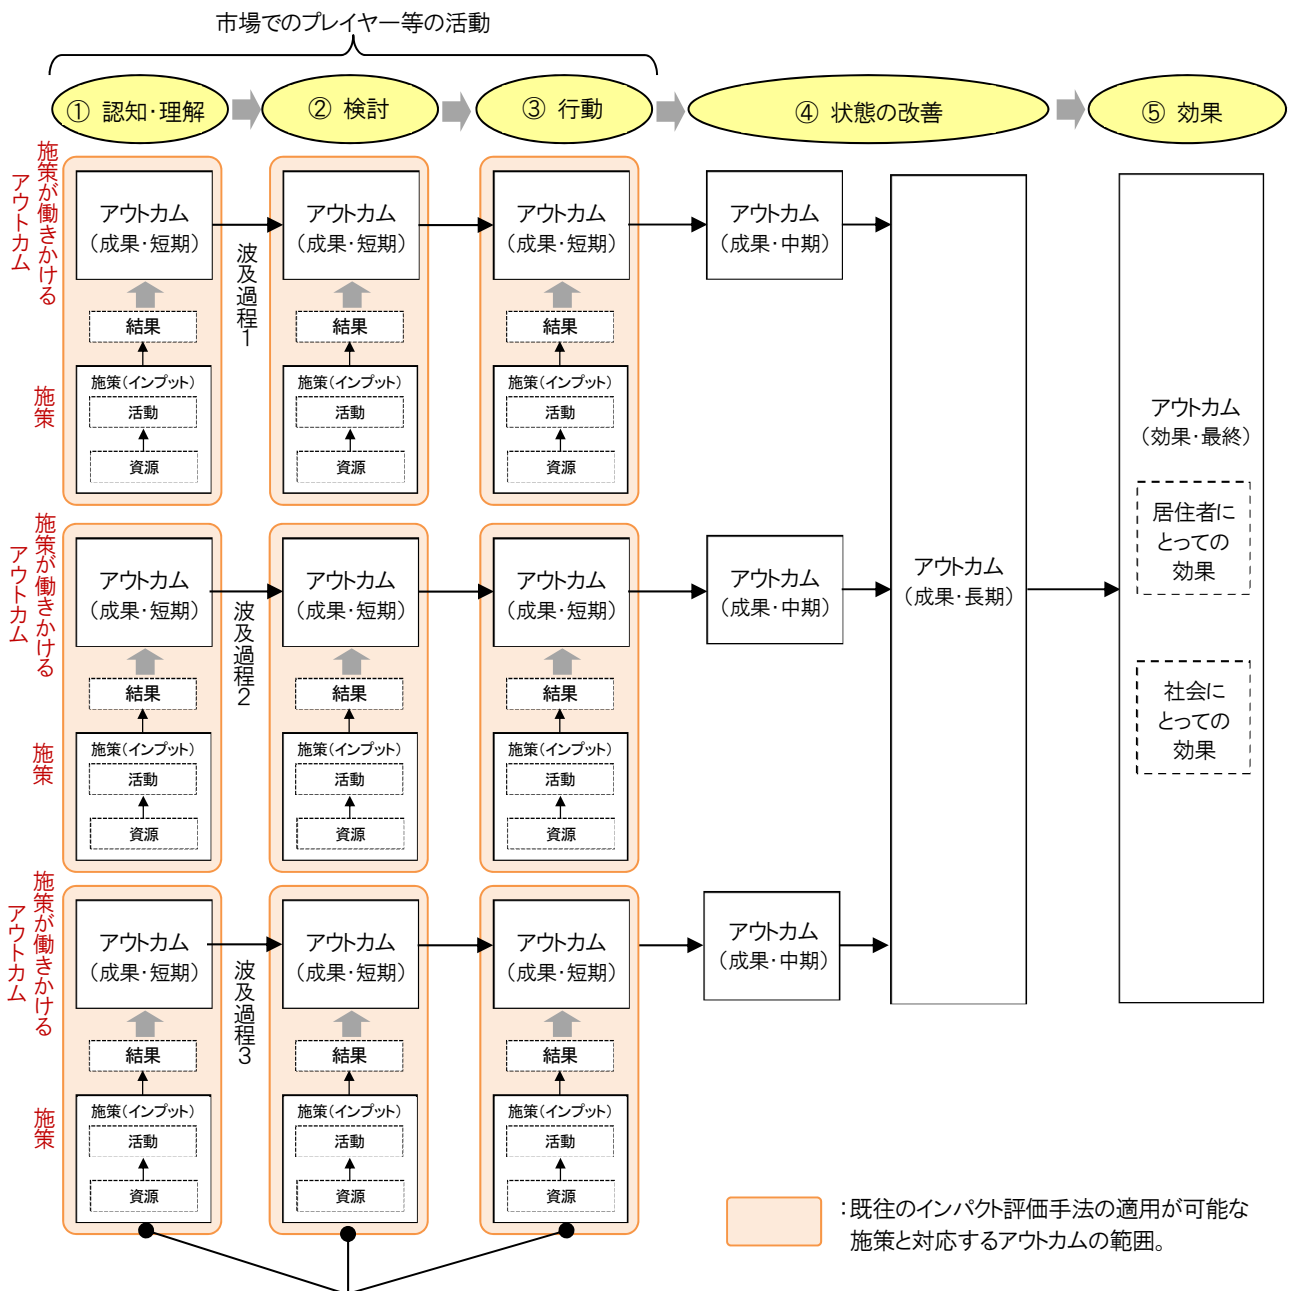 市場でのプレイヤー等の活動
① 認知・理解
② 検討
③ 行動
④ 状態の改善
⑤ 効果
施策が働きかける
アウトカム
アウトカム
(成果・短期)
波及過程1
アウトカム
(成果・短期)
アウトカム
(成果・短期)
アウトカム
(成果・中期)
結果
結果
結果
施策
施策(インプット)
活動
資源
施策(インプット)
活動
資源
施策(インプット)
活動
資源
施策が働きかける
アウトカム
アウトカム
(成果・短期)
波及過程2
アウトカム
(成果・短期)
アウトカム
(成果・短期)
アウトカム
(成果・中期)
結果
結果
結果
施策
施策(インプット)
活動
資源
施策(インプット)
活動
資源
施策(インプット)
活動
資源
施策が働きかける
アウトカム
アウトカム
(成果・短期)
波及過程3
アウトカム
(成果・短期)
アウトカム
(成果・短期)
アウトカム
(成果・中期)
結果
結果
結果
施策
施策(インプット)
活動
資源
施策(インプット)
活動
資源
施策(インプット)
活動
資源
アウトカム
(成果・長期)
アウトカム
(効果・最終)
居住者に
とっての
効果
社会に
とっての
効果
:既往のインパクト評価手法の適用が可能な
施策と対応するアウトカムの範囲。